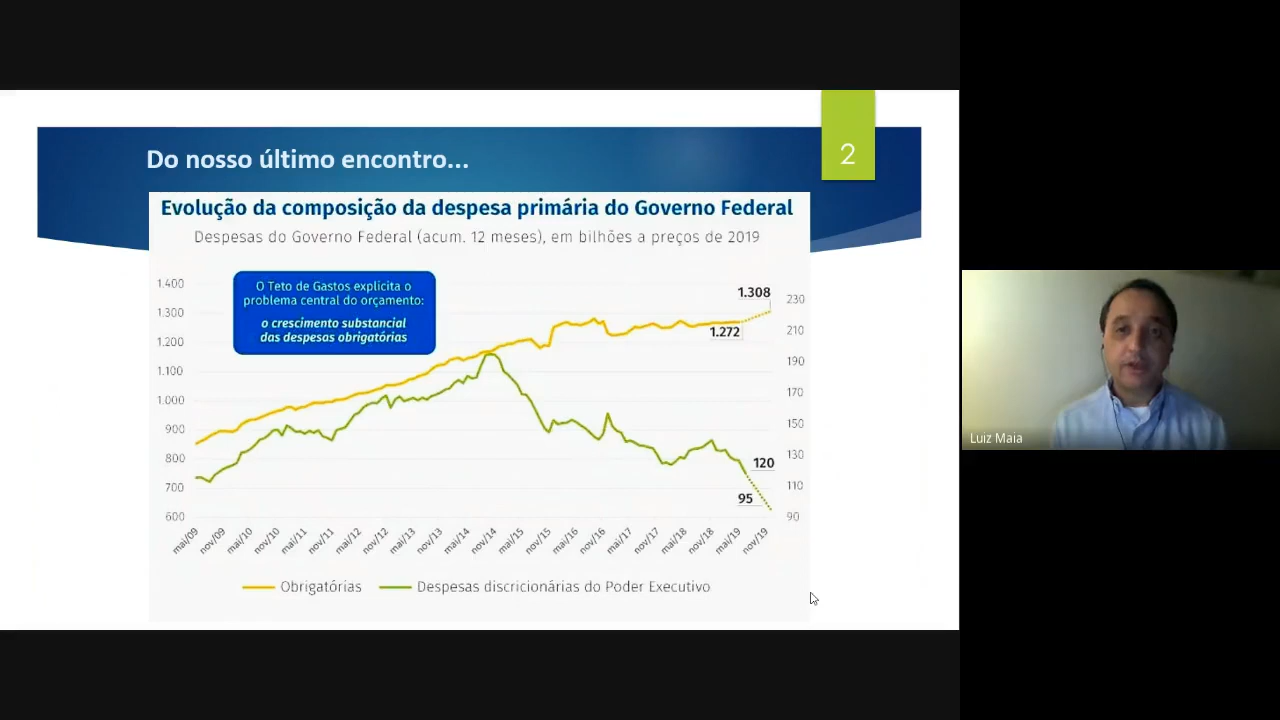 Do nosso último encontro...
2
Evolução da composição da despesa primária do Governo Federal
Despesas do Governo Federal (acum. 12 meses), em bilhões a preços de 2019
O Teto de Gastos explicita o
problema central do orçamento:
o crescimento substancial
das despesas obrigatórias
1.400
1.300
1.200
1.100
1.000
900
800
700
600
1.308
1.272
120
95
230
210
190
170
150
130
110
90
mai/09
nov/09
mai/10
nov/10
mai/11
nov/11
mai/12
nov/12
mai/13
nov/13
mai/14
nov/14
mai/15
nov/15
mai/16
nov/16
mai/17
nov/17
mai/18
nov/18
mai/19
nov/19
Obrigatórias
Despesas discricionárias do Poder Executivo
Luiz Maia